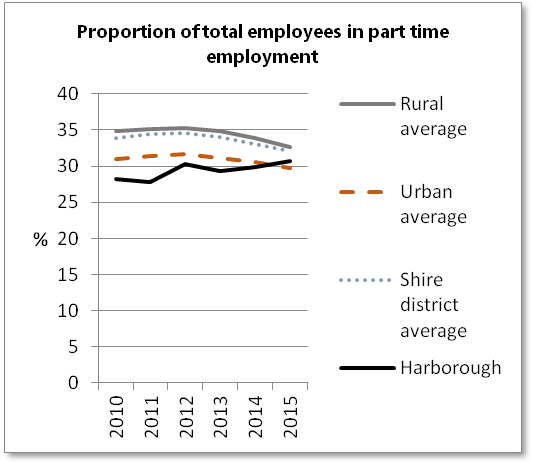 Proportion of total employees in part time
employment
40
35
30
25
20
15
10
5
0
%
2010
2011
2012
2013
2014
2015
Rural
average
Urban
average
Shire
district
average
Harborough